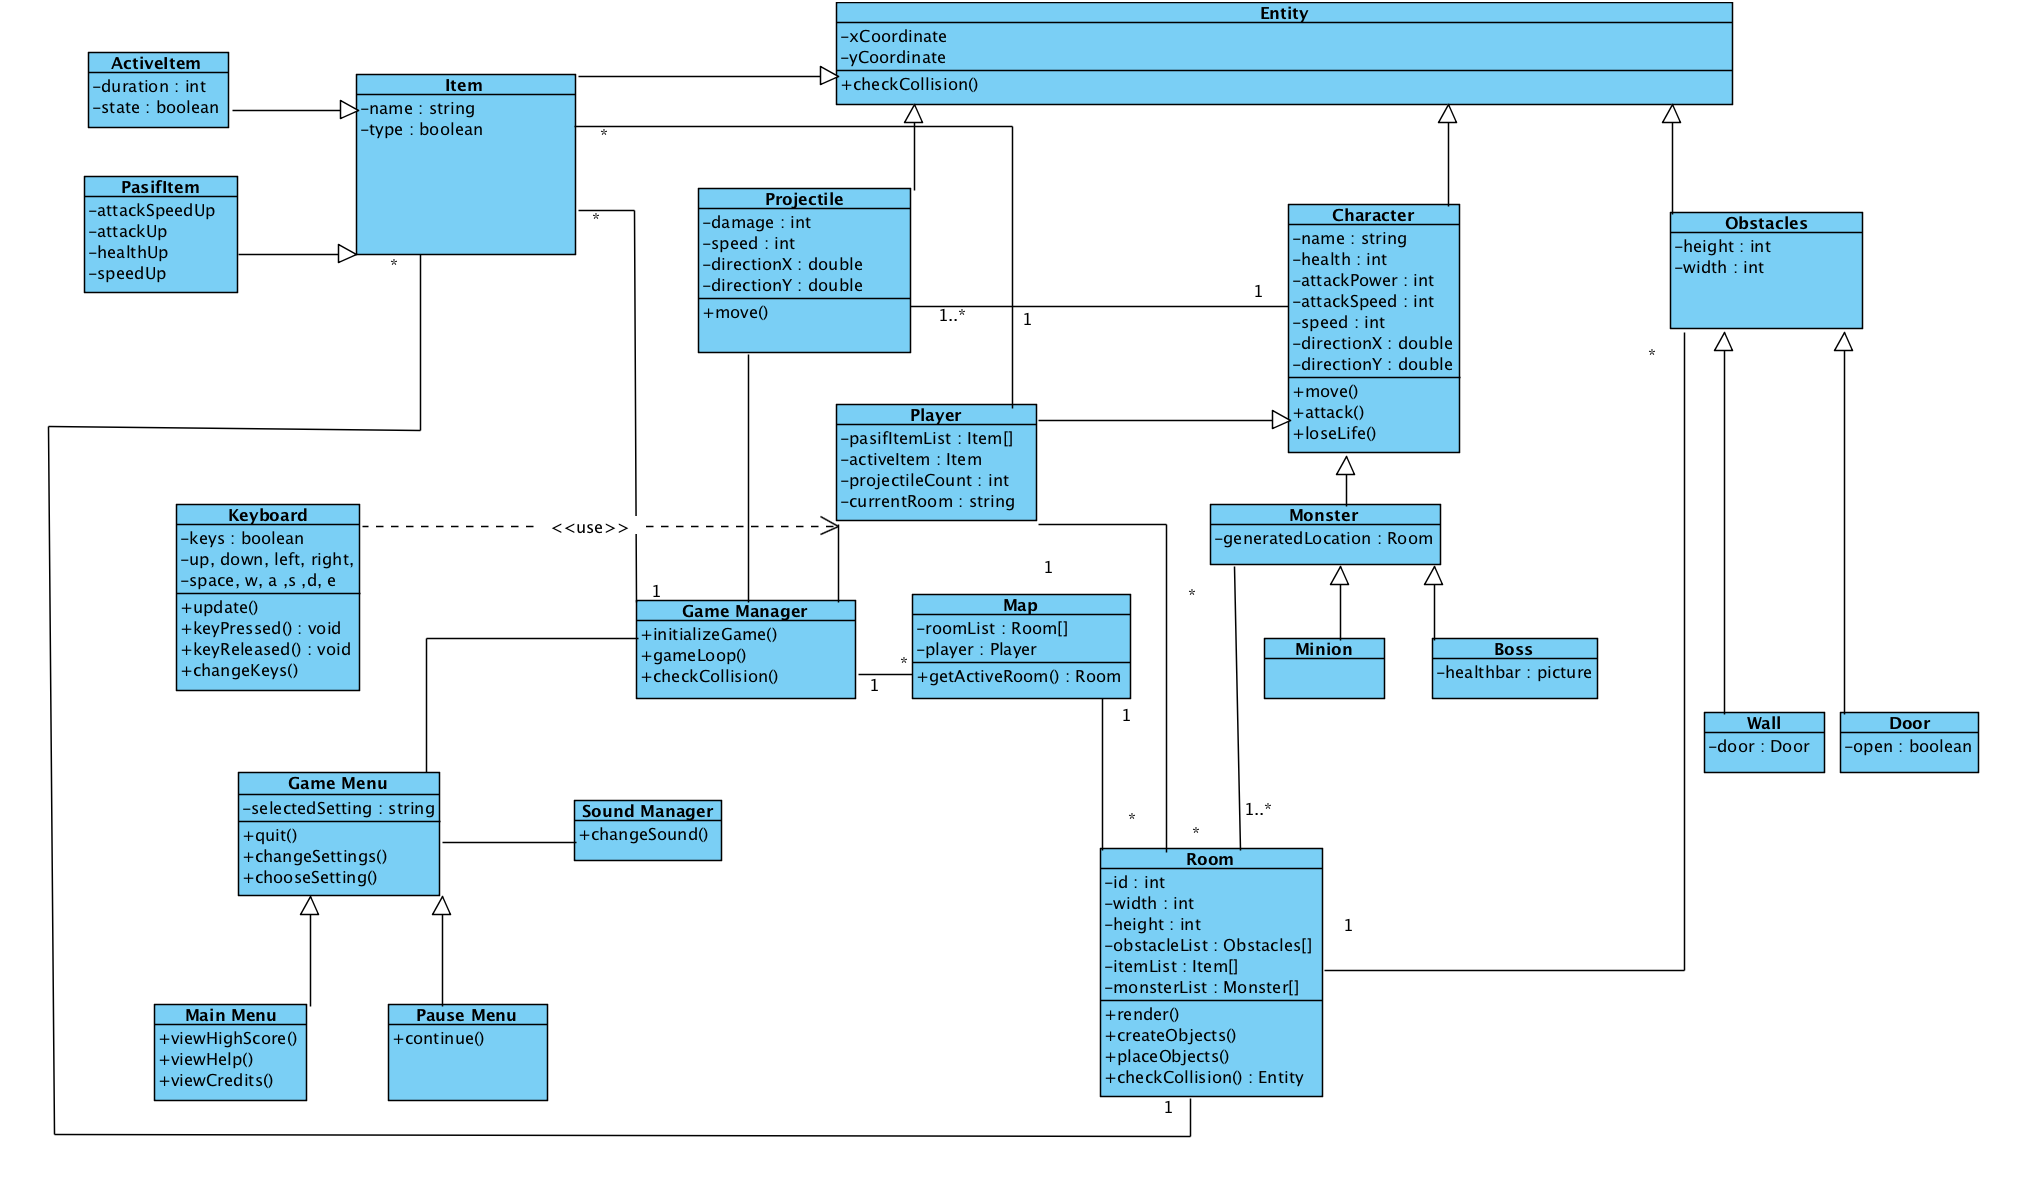 Entity
-xCoordinate
-yCoordinate
+checkCollision()
ActiveItem
-duration : int
-state : boolean
Item
-name : string
-type : boolean
*
*
*
PasifItem
-attackSpeedUp
-attackUp
-healthUp
-speedUp
Projectile
-damage : int
-speed : int
-directionX : double
-directionY : double
+move()
1..*
1
1
Character
-name : string
-health : int
-attackPower : int
-attackSpeed : int
-speed : int
-directionX : double
-directionY : double
+move()
+attack()
+loseLife()
Obstacles
-height : int
-width : int
*
Player
-pasifItemList : Item[]
-activeItem : Item
-projectileCount : int
-currentRoom : string
Keyboard
-keys : boolean
-up, down, left, right,
-space, w, a ,s ,d, e
+update()
+keyPressed() : void
+keyReleased() : void
+changeKeys()
<<use>>
Monster
-generatedLocation : Room
1
1
*
Game Manager
+initializeGame()
+gameLoop()
+checkCollision()
*
1
Map
-roomList : Room[]
-player : Player
+getActiveRoom() : Room
1
Minion
Boss
-healthbar : picture
Wall
-door : Door
Door
-open : boolean
Game Menu
-selectedSetting : string
+quit()
+changeSettings()
+chooseSetting()
Sound Manager
+changeSound()
*
*
1..*
Room
-id : int
-width : int
-height : int
-obstacleList : Obstacles[]
-itemList : Item[]
-monsterList : Monster[]
+render()
+createObjects()
+placeObjects()
+checkCollision() : Entity
1
1
Main Menu
+viewHighScore()
+viewHelp()
+viewCredits()
Pause Menu
+continue()